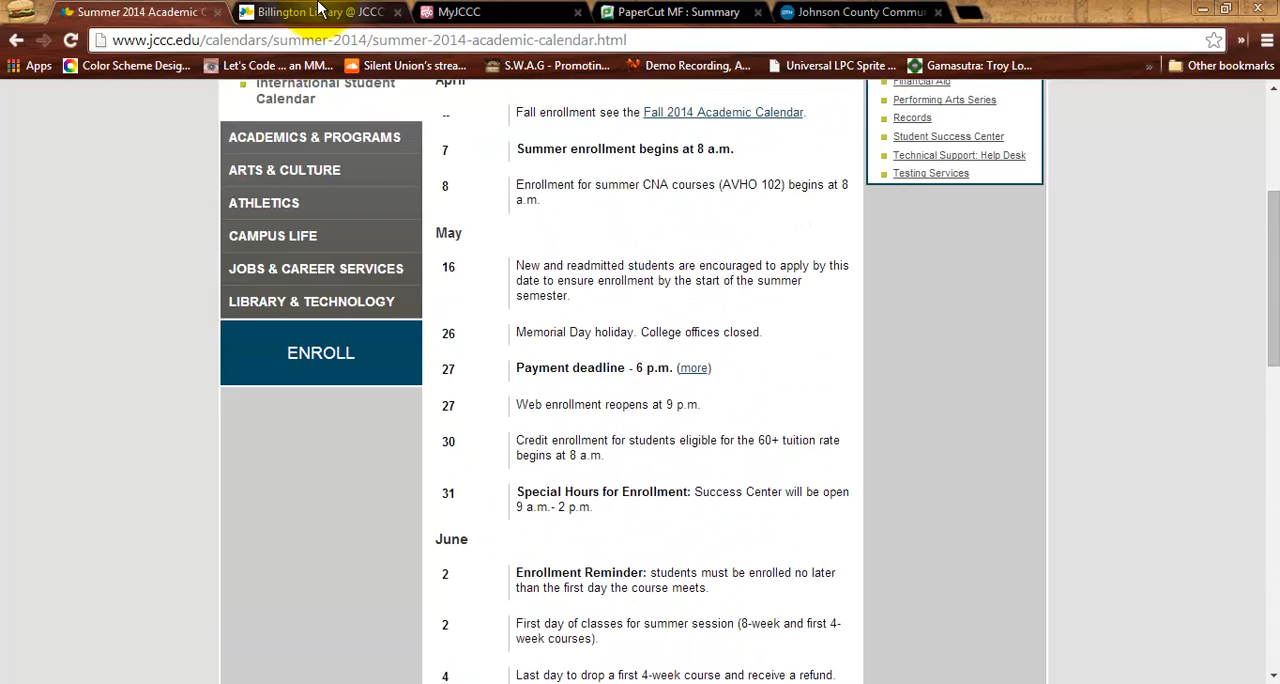 Summer 2014 Academic C
Billington Library @ JCCC
MyJCCC
PaperCut MF : Summary
Johnson County Commu
www.jccc.edu/calendars/summer-2014/summer-2014-academic-calendar.html
Apps
Color Scheme Desig...
Let's Code ... an MM...
Silent Union's strea...
S.W.A.G - Promotin...
Demo Recording, A...
Universal LPC Sprite ...
Gamasutra: Troy Lo...
»
Other bookmarks
International Student
Calendar
ACADEMICS & PROGRAMS
ARTS & CULTURE
ATHLETICS
CAMPUS LIFE
JOBS & CAREER SERVICES
LIBRARY & TECHNOLOGY
ENROLL
April
-- Fall enrollment see the Fall 2014 Academic Calendar.
7 Summer enrollment begins at 8 a.m.
8 Enrollment for summer CNA courses (AVHO 102) begins at 8
a.m.
May
16 New and readmitted students are encouraged to apply by this
date to ensure enrollment by the start of the summer
semester.
26 Memorial Day holiday. College offices closed.
27 Payment deadline - 6 p.m. (more)
27 Web enrollment reopens at 9 p.m.
30 Credit enrollment for students eligible for the 60+ tuition rate
begins at 8 a.m.
31 Special Hours for Enrollment: Success Center will be open
9 a.m.- 2 p.m.
June
2 Enrollment Reminder: students must be enrolled no later
than the first day the course meets.
2 First day of classes for summer session (8-week and first 4-
week courses).
4 Last day to drop a first 4-week course and receive a refund.
Financial Aid
Performing Arts Series
Records
Student Success Center
Technical Support: Help Desk
Testing Services